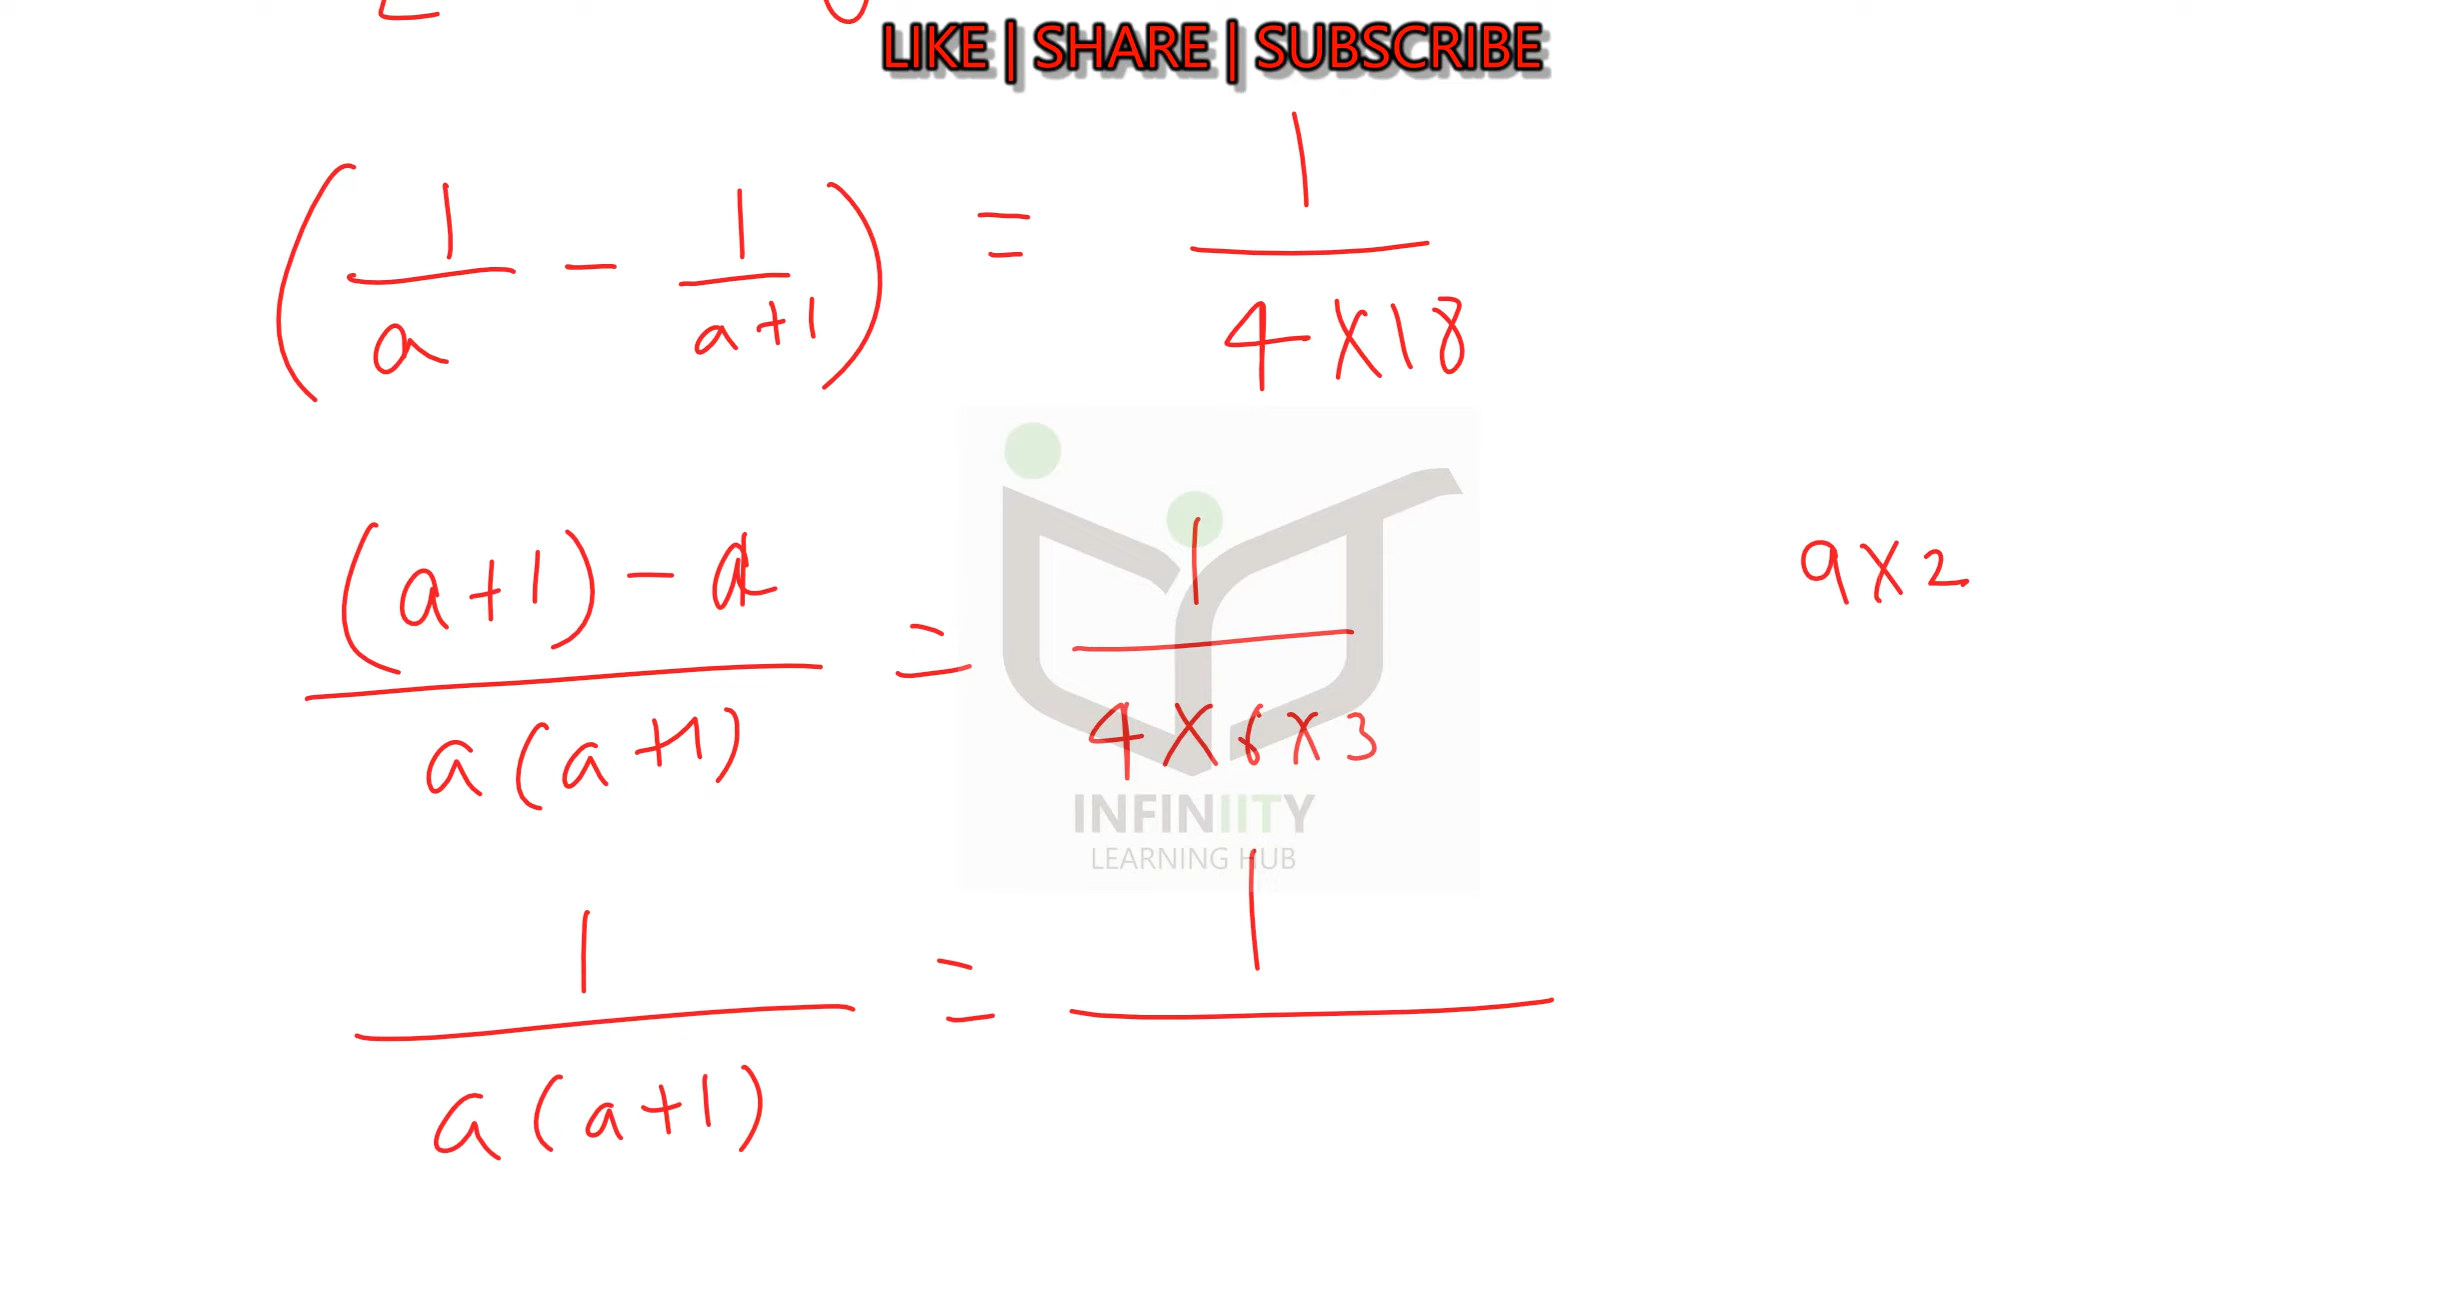 LIKE | SHARE | SUBSCRIBE
(1/a - 1/a+1) = 1/4×18
(a+1)-a/a(a+1) = 1/4×6×3
9×2
INFINIITY
LEARNING HUB
1/a(a+1) = 1/